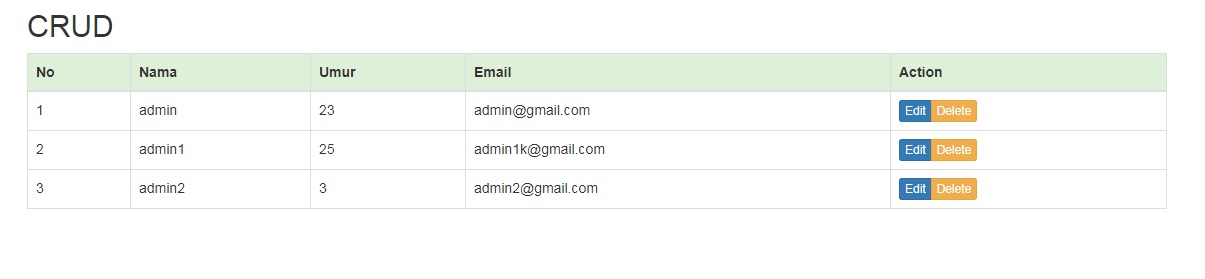 CRUD
No Nama Umur Email Action
1 admin 23 admin@gmail.com Edit Delete
2 admin1 25 admin1k@gmail.com Edit Delete
3 admin2 3 admin2@gmail.com Edit Delete